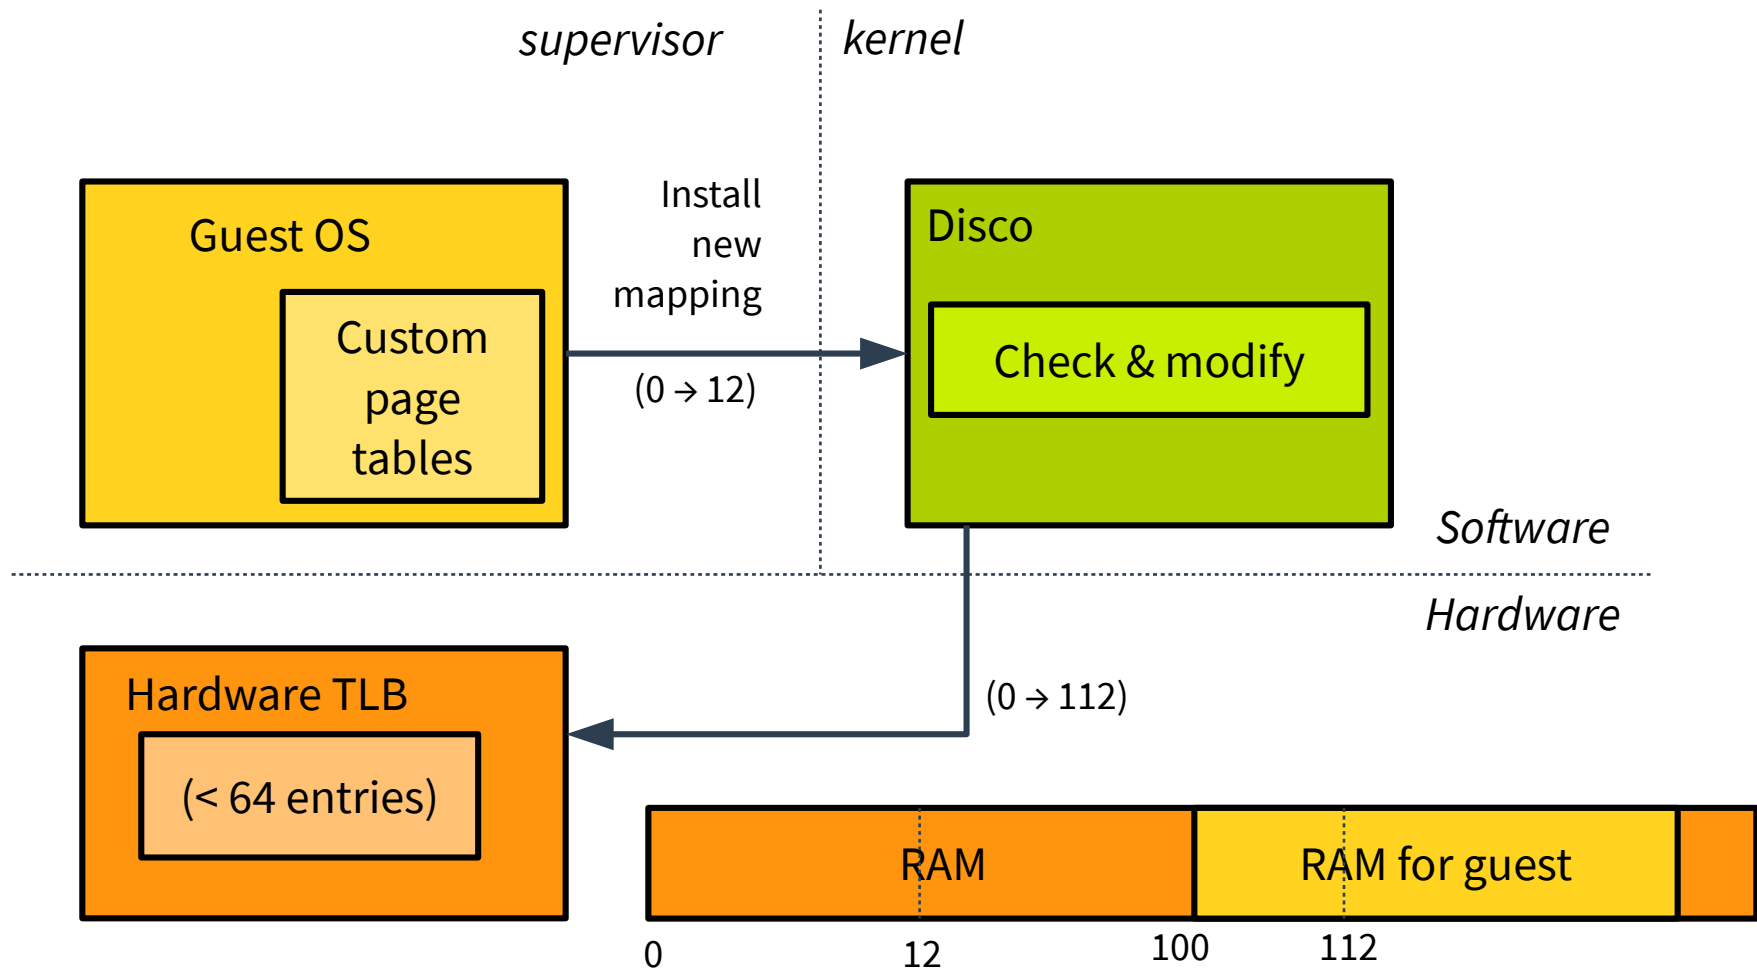 supervisor
kernel
Guest OS
Custom
page
tables
Install
new
mapping
(0 → 12)
Disco
Check & modify
Software
Hardware
Hardware TLB
(< 64 entries)
(0 → 112)
RAM
RAM for guest
0
12
100
112